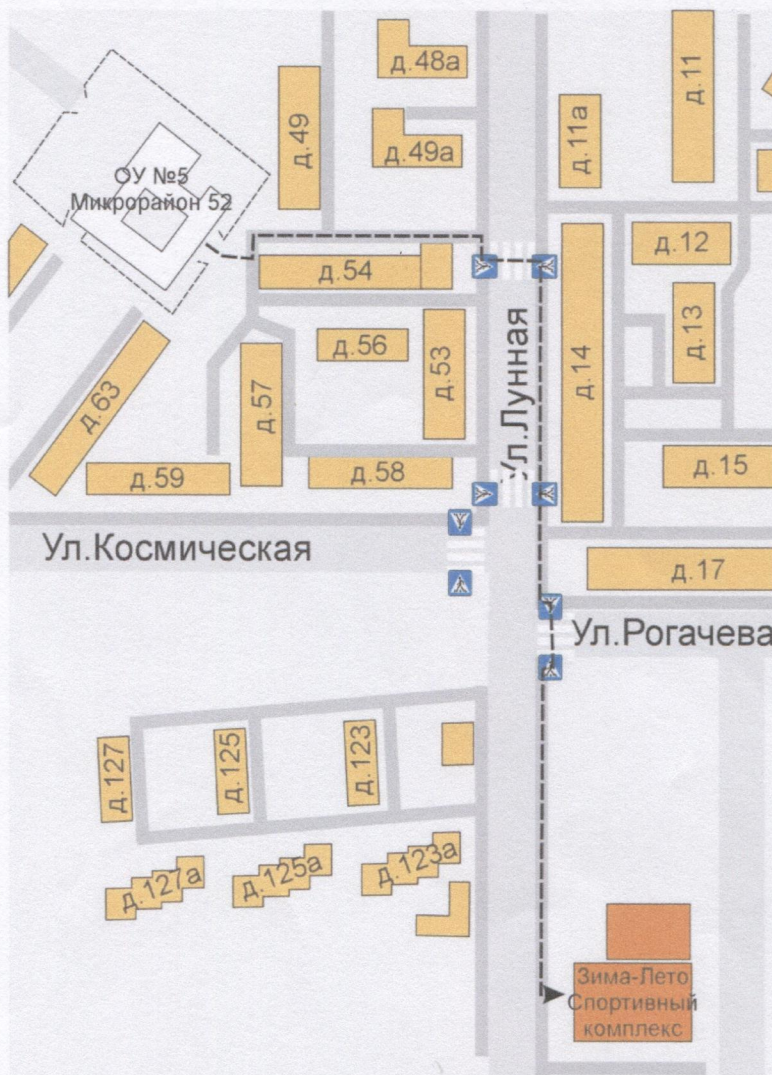 д.48а
д.11
д.49
д.11а
д.49а
ОУ №5
Микрорайон 52
д.12
д.54
д.13
д.56
д.53
Ул.Лунная
д.14
д.63
д.57
д.59
д.58
д.15
Ул.Космическая
д.17
Ул.Рогачева
д.127
д.125
д.123
д.127а
д.125а
д.123а
Зима-Лето
Спортивный
комплекс